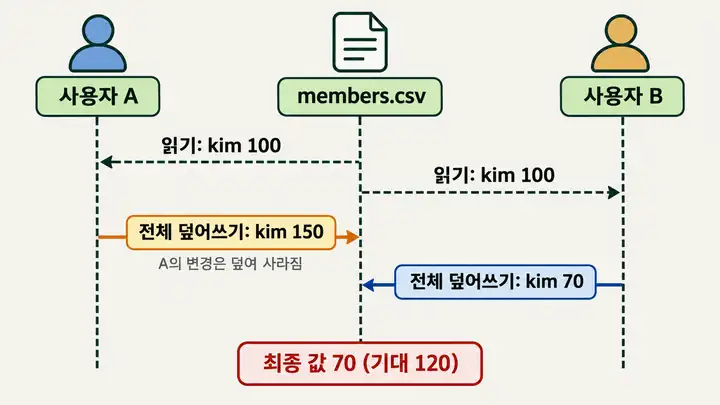 사용자 A
members.csv
사용자 B
읽기: kim 100
읽기: kim 100
전체 덮어쓰기: kim 150
A의 변경은 덮여 사라짐
전체 덮어쓰기: kim 70
최종 값 70 (기대 120)